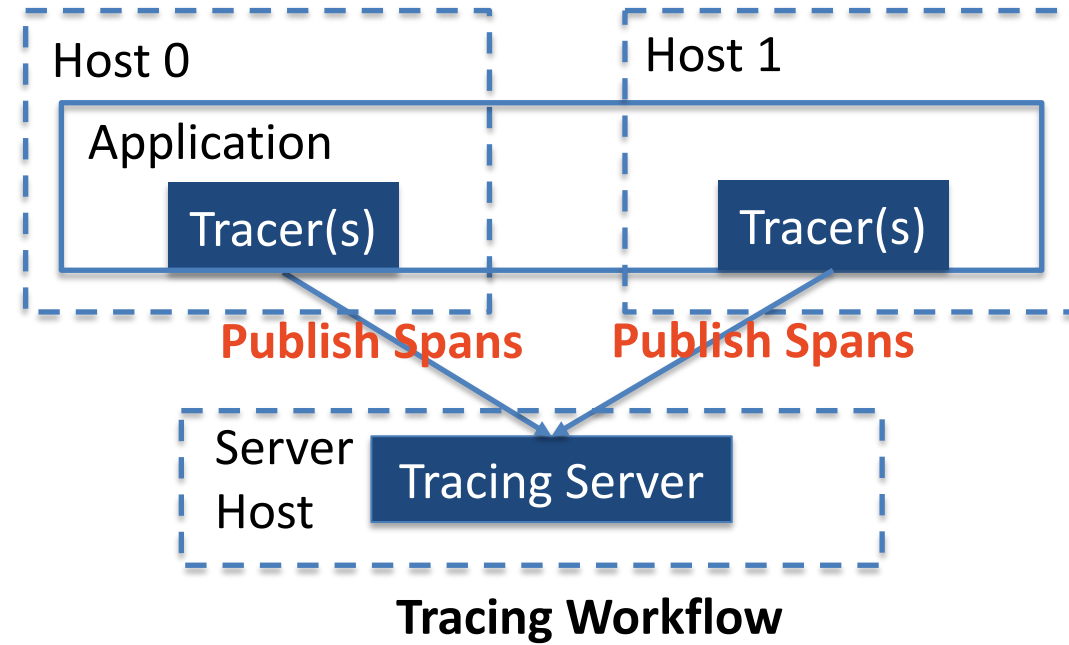 Host 0
Host 1
Application
Tracer(s)
Tracer(s)
Publish Spans
Publish Spans
Server
Host
Tracing Server
Tracing Workflow